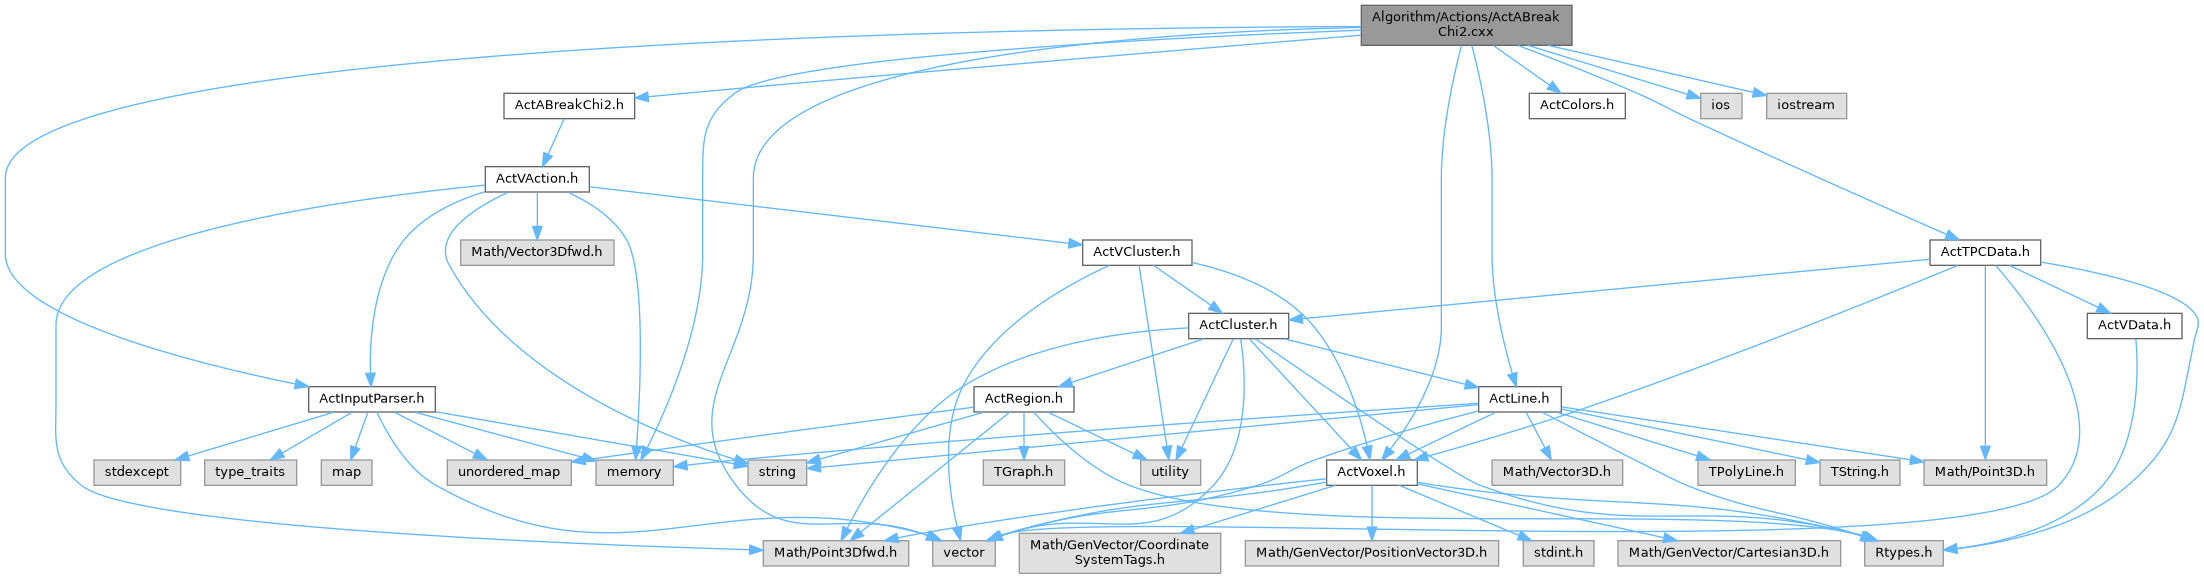 Algorithm/Actions/ActABreak
Chi2.cxx
ActABreakChi2.h
ActColors.h
ios
iostream
ActVAction.h
Math/Vector3Dfwd.h
ActVCluster.h
ActTPCData.h
ActCluster.h
ActVData.h
ActInputParser.h
ActRegion.h
ActLine.h
stdexcept
type_traits
map
unordered_map
memory
string
TGraph.h
utility
ActVoxel.h
Math/Vector3D.h
TPolyLine.h
TString.h
Math/Point3D.h
Math/Point3Dfwd.h
vector
Math/GenVector/Coordinate
SystemTags.h
Math/GenVector/PositionVector3D.h
stdint.h
Math/GenVector/Cartesian3D.h
Rtypes.h